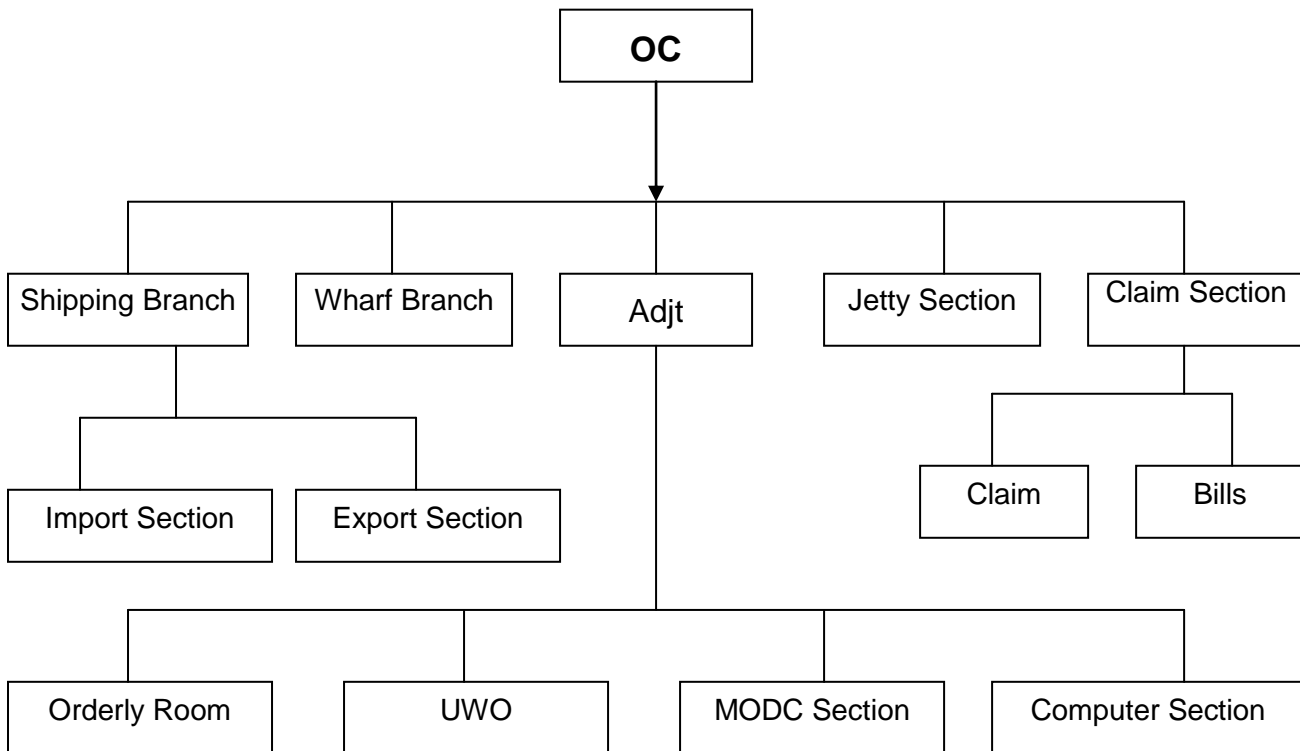 OC
Shipping Branch
Wharf Branch
Adjt
Jetty Section
Claim Section
Import Section
Export Section
Claim
Bills
Orderly Room
UWO
MODC Section
Computer Section